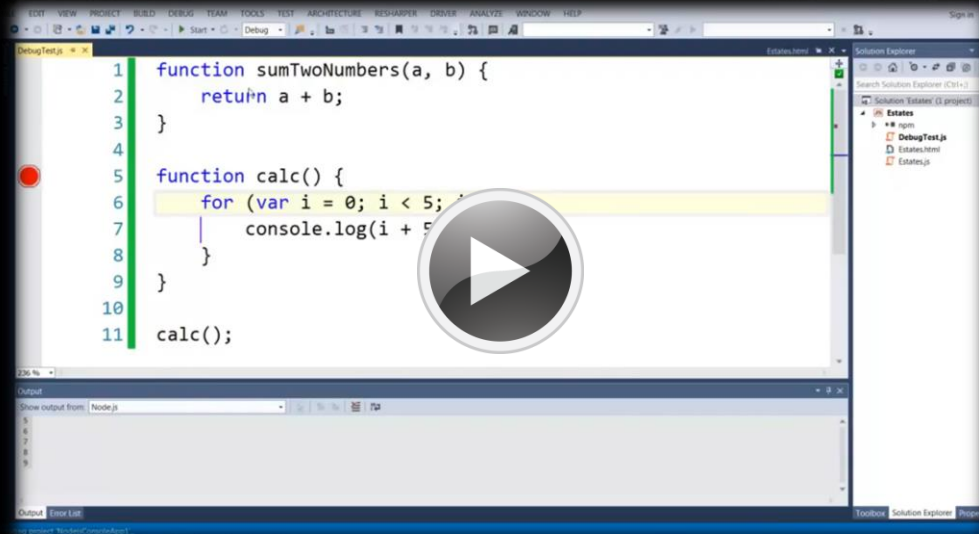 EDIT VIEW PROJECT BUILD DEBUG TEAM TOOLS TEST ARCHITECTURE RESHARPER DRIVER ANALYZE WINDOW HELP
Sign in
Start Debug
DebugTest.js
Estates.html
1 function sumTwoNumbers(a, b) {
2 return a + b;
3 }
4
5 function calc() {
6 for (var i = 0; i < 5;
7 console.log(i + 5
8 }
9 }
10
11 calc();
236 %
Output
Show output from: Node.js
5
6
7
8
9
Output Error List
Solution Explorer
Search Solution Explorer (Ctrl+;)
Solution 'Estates' (1 project)
Estates
npm
DebugTest.js
Estates.html
Estates.js
Toolbox Solution Explorer Prope